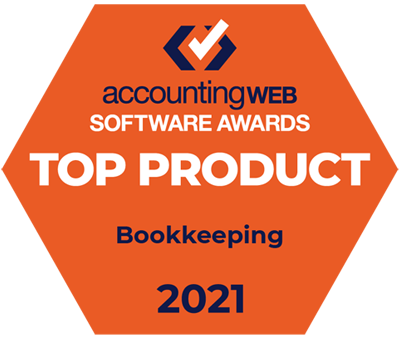 accountingWEB
SOFTWARE AWARDS
TOP PRODUCT
Bookkeeping
2021